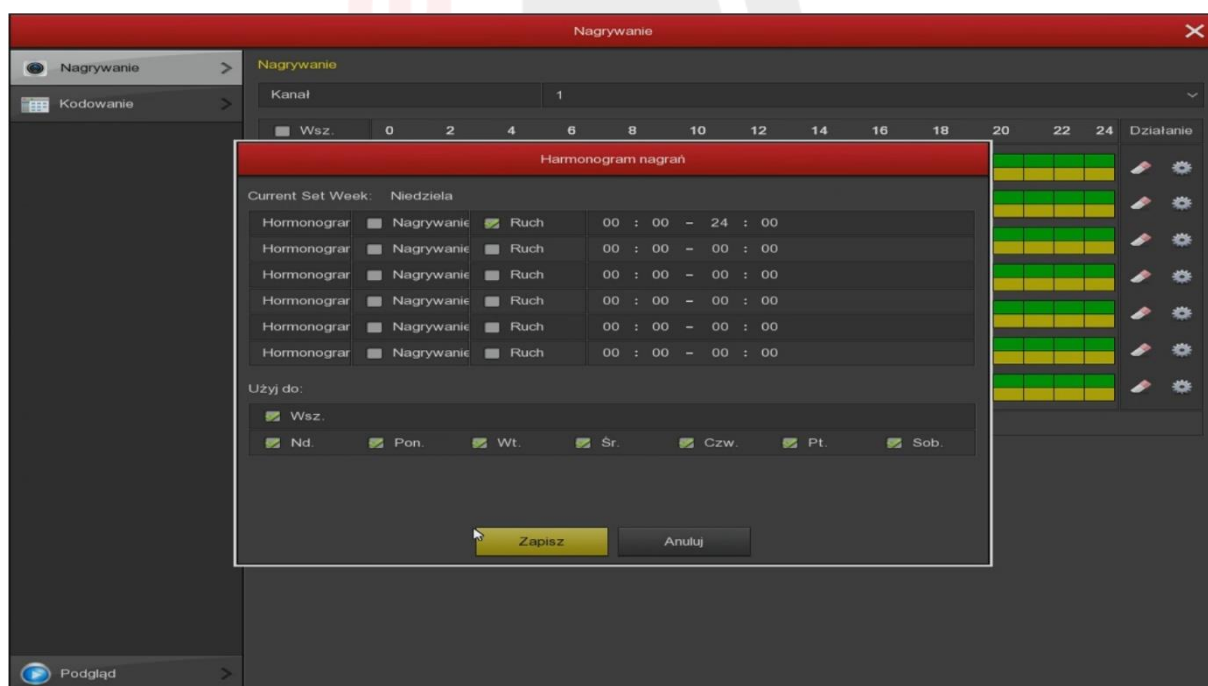 Nagrywanie
Nagrywanie
Kodowanie
Nagrywanie
Kanał 1
Wsz. 0 2 4 6 8 10 12 14 16 18 20 22 24 Działanie
Harmonogram nagrań
Current Set Week: Niedziela
Hormonograr Nagrywanie Ruch 00 : 00 - 24 : 00
Hormonograr Nagrywanie Ruch 00 : 00 - 00 : 00
Hormonograr Nagrywanie Ruch 00 : 00 - 00 : 00
Hormonograr Nagrywanie Ruch 00 : 00 - 00 : 00
Hormonograr Nagrywanie Ruch 00 : 00 - 00 : 00
Hormonograr Nagrywanie Ruch 00 : 00 - 00 : 00
Użyj do:
Wsz.
Nd. Pon. Wt. Śr. Czw. Pt. Sob.
Zapisz Anuluj
Podgląd